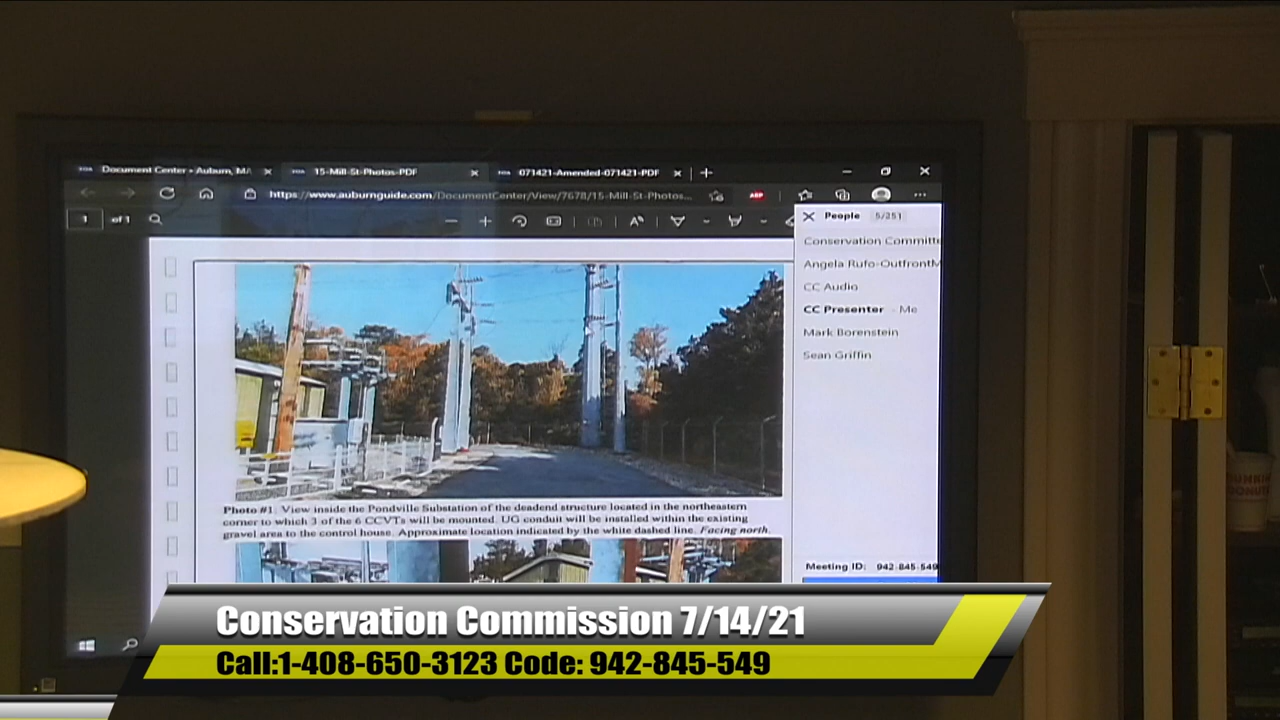 Document Center • Auburn, MA
15-Mill-St-Photos-PDF
071421-Amended-071421-PDF
https://www.auburnguide.com/DocumentCenter/View/7678/15-Mill-St-Photos...
ABP
1 of 1
People 5/251
Conservation Committe
Angela Rufo-OutfrontM
CC Audio
CC Presenter - Me
Mark Borenstein
Sean Griffin
Photo #1. View inside the Pondville Substation of the deadend structure located in the northeastern
corner to which 3 of the 6 CCVTs will be mounted. UG conduit will be installed within the existing
gravel area to the control house. Approximate location indicated by the white dashed line. Facing north.
Meeting ID: 942-845-549
Conservation Commission 7/14/21
Call:1-408-650-3123 Code: 942-845-549